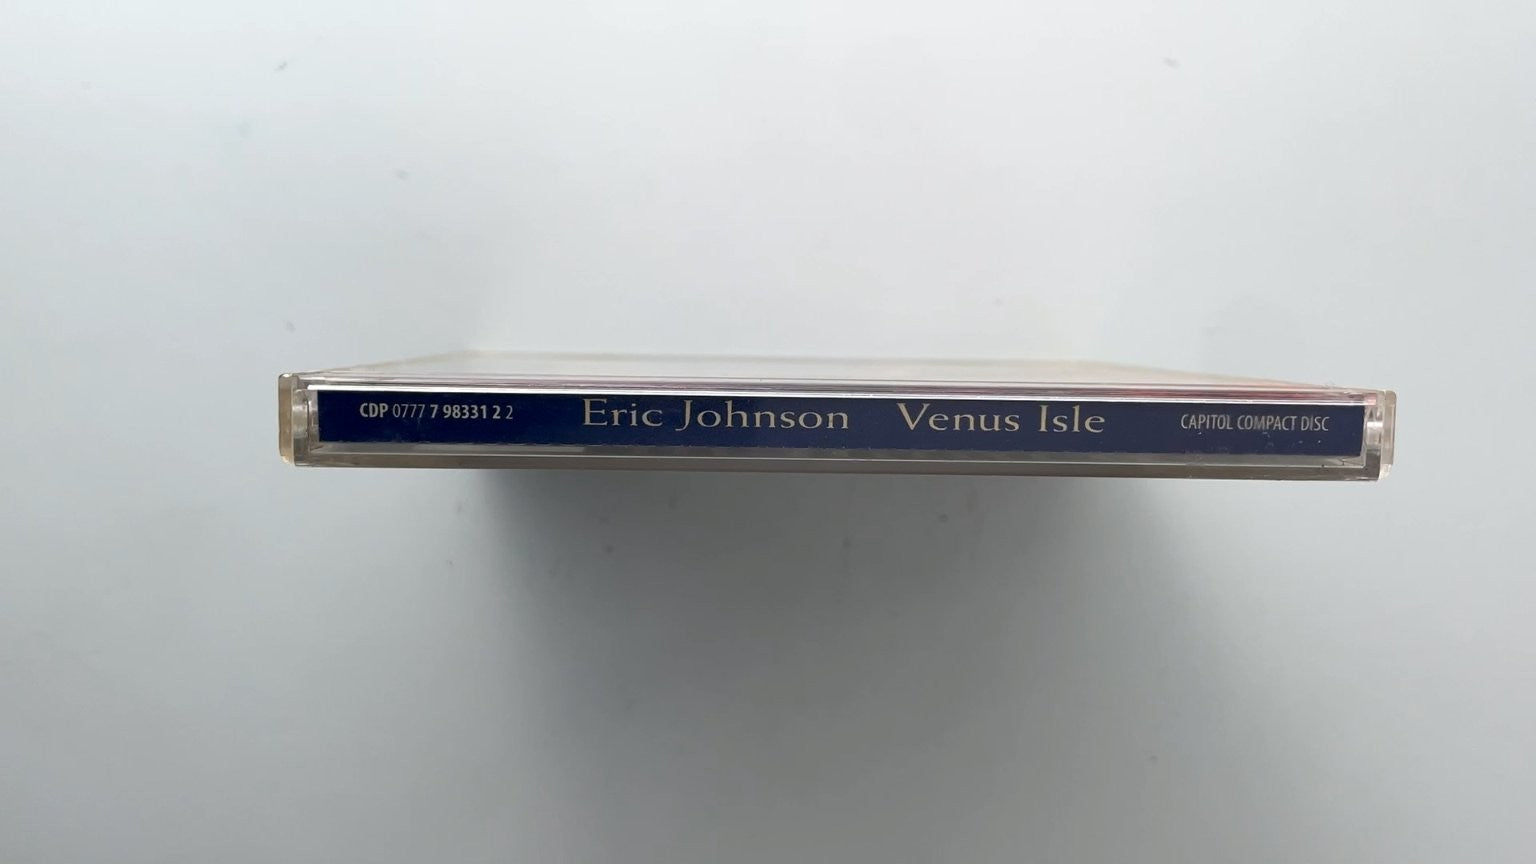 CDP 0777 7 98331 2 2 Eric Johnson Venus Isle CAPITOL COMPACT DISC